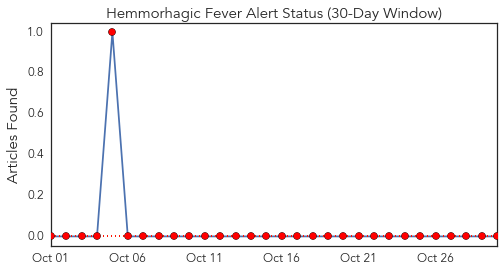 Hemmorhagic Fever Alert Status (30-Day Window)
Articles Found
1.0
0.8
0.6
0.4
0.2
0.0
Oct 01 Oct 06 Oct 11 Oct 16 Oct 21 Oct 26